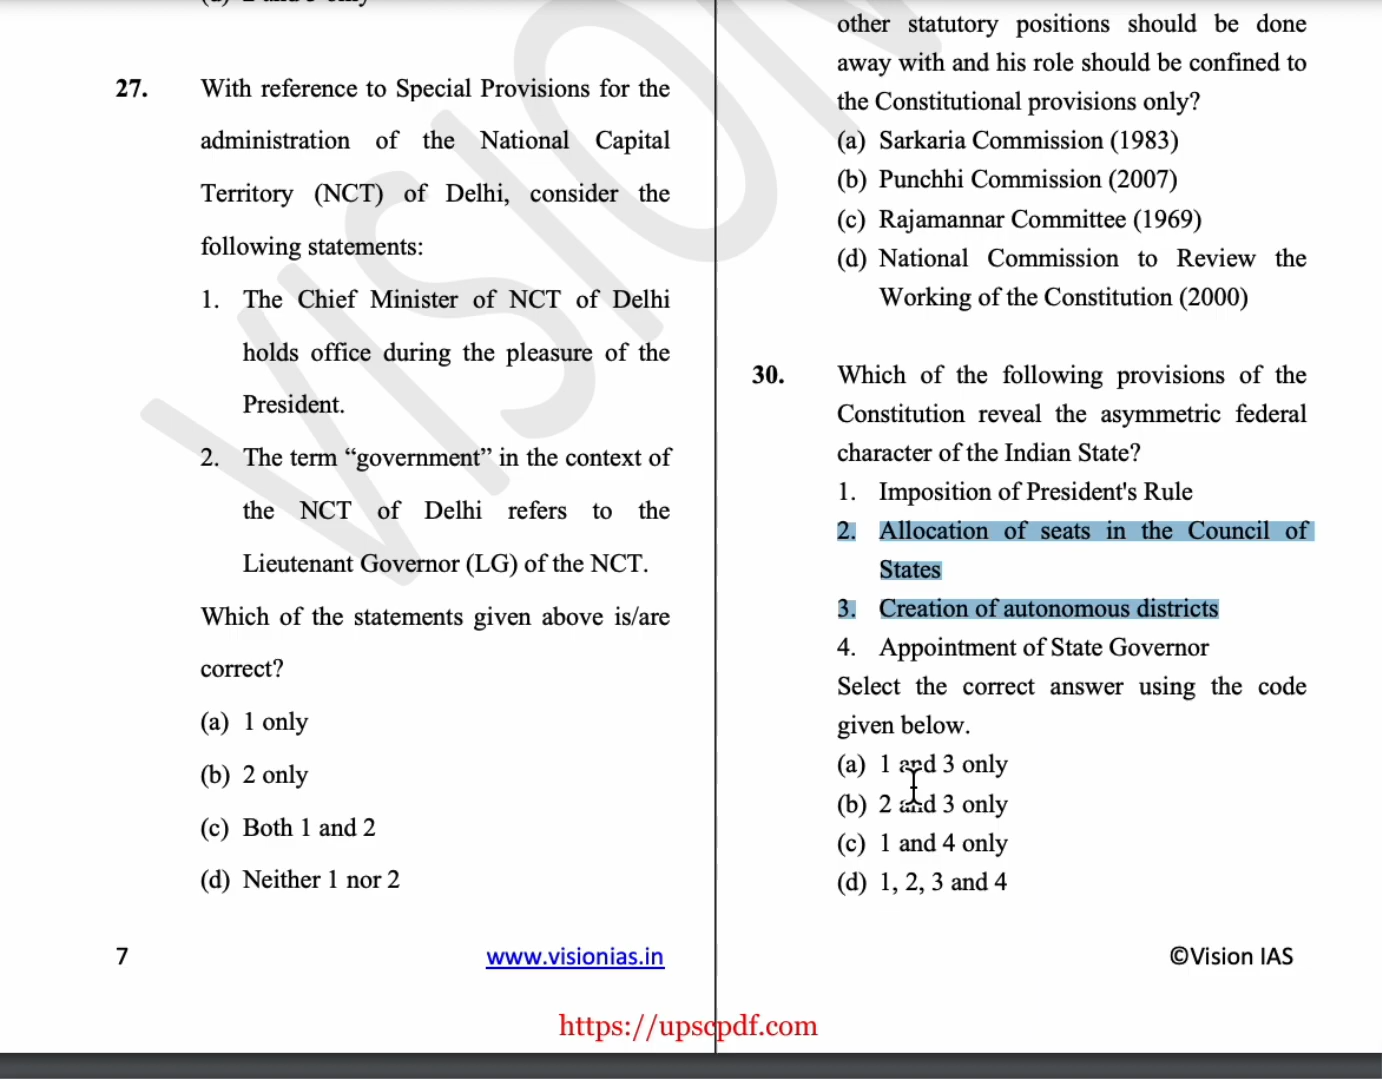 27. With reference to Special Provisions for the
administration of the National Capital
Territory (NCT) of Delhi, consider the
following statements:
1. The Chief Minister of NCT of Delhi
holds office during the pleasure of the
President.
2. The term “government” in the context of
the NCT of Delhi refers to the
Lieutenant Governor (LG) of the NCT.
Which of the statements given above is/are
correct?
(a) 1 only
(b) 2 only
(c) Both 1 and 2
(d) Neither 1 nor 2
other statutory positions should be done
away with and his role should be confined to
the Constitutional provisions only?
(a) Sarkaria Commission (1983)
(b) Punchhi Commission (2007)
(c) Rajamannar Committee (1969)
(d) National Commission to Review the
Working of the Constitution (2000)
30. Which of the following provisions of the
Constitution reveal the asymmetric federal
character of the Indian State?
1. Imposition of President's Rule
2. Allocation of seats in the Council of
States
3. Creation of autonomous districts
4. Appointment of State Governor
Select the correct answer using the code
given below.
(a) 1 and 3 only
(b) 2 and 3 only
(c) 1 and 4 only
(d) 1, 2, 3 and 4
7 www.visionias.in ©Vision IAS
https://upscpdf.com
VISION